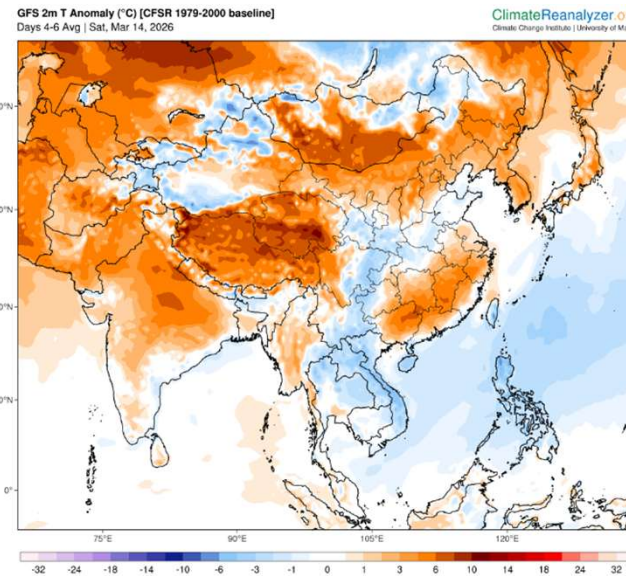 GFS 2m T Anomaly (°C) [CFSR 1979-2000 baseline]
Days 4-6 Avg | Sat, Mar 14, 2026
ClimateReanalyzer.o
Climate Change Institute | University of Ma
0°
75°E 90°E 105°E 120°E
-32 -24 -18 -14 -10 -6 -3 -1 0 1 3 6 10 14 18 24 32